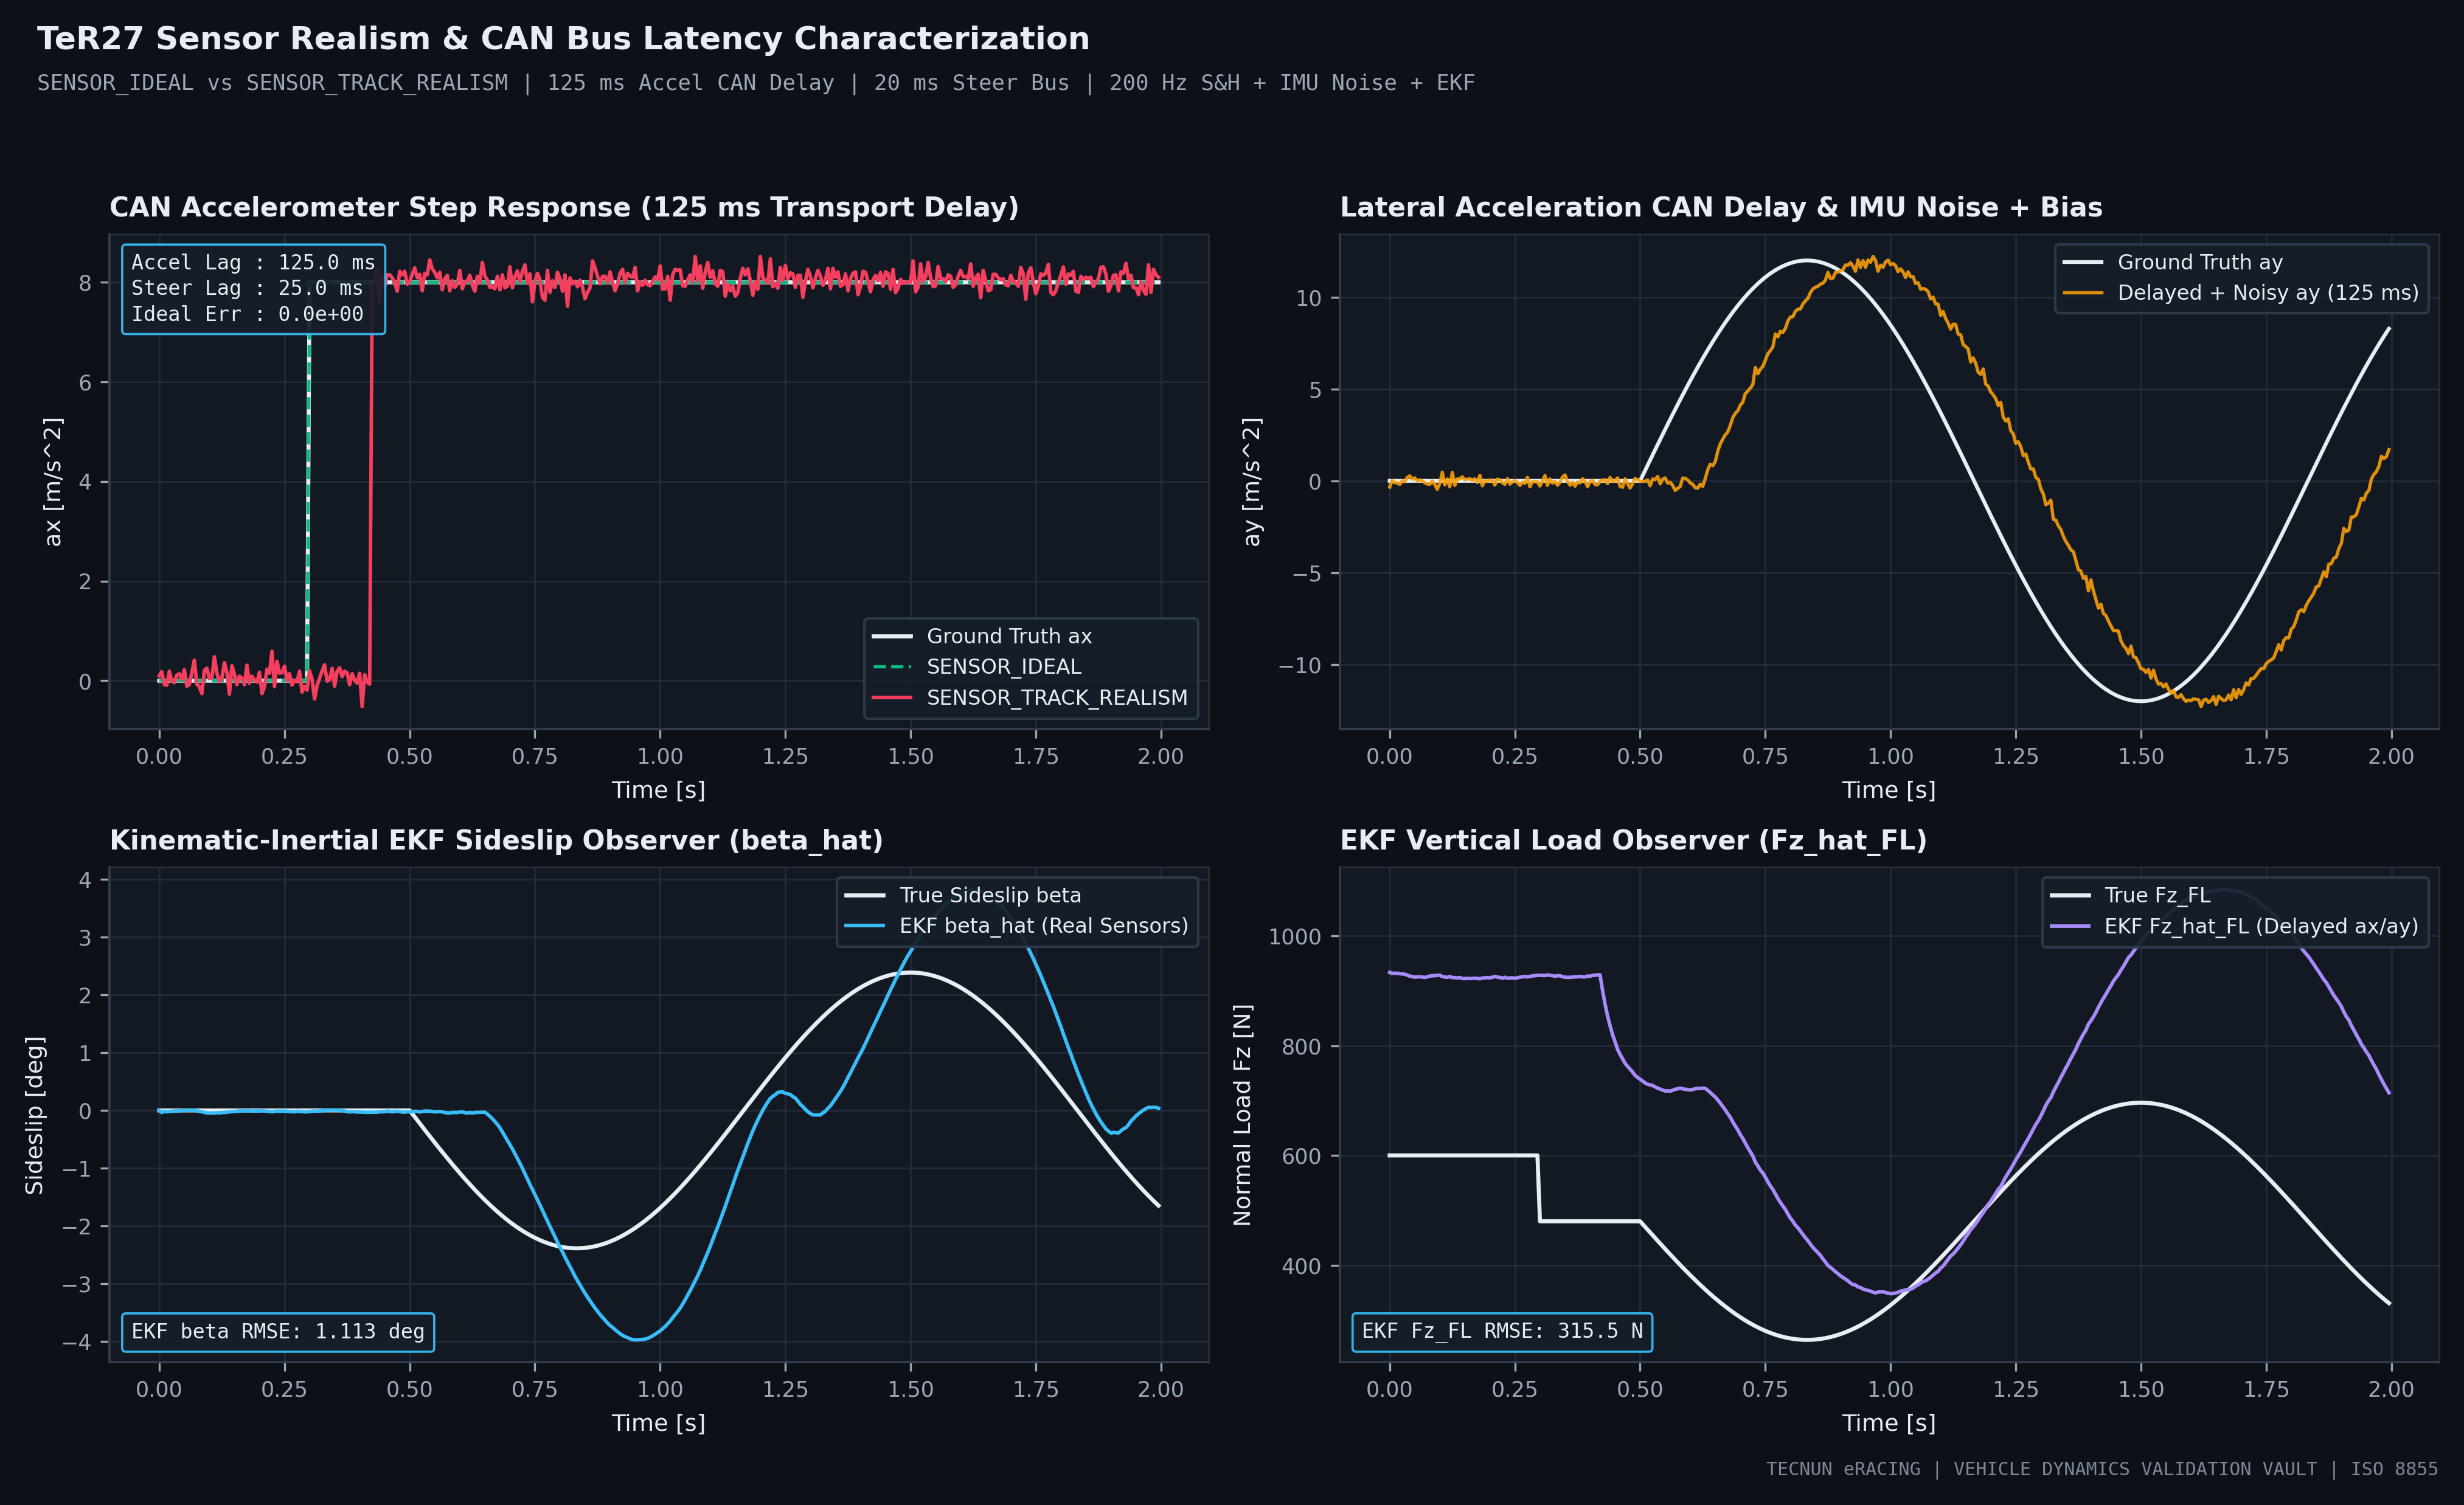 TeR27 Sensor Realism & CAN Bus Latency Characterization
SENSOR_IDEAL vs SENSOR_TRACK_REALISM | 125 ms Accel CAN Delay | 20 ms Steer Bus | 200 Hz S&H + IMU Noise + EKF
CAN Accelerometer Step Response (125 ms Transport Delay)
Accel Lag : 125.0 ms
Steer Lag : 25.0 ms
Ideal Err : 0.0e+00
8
6
4
2
0
ax [m/s^2]
Ground Truth ax
SENSOR_IDEAL
SENSOR_TRACK_REALISM
0.00 0.25 0.50 0.75 1.00 1.25 1.50 1.75 2.00
Time [s]
Lateral Acceleration CAN Delay & IMU Noise + Bias
Ground Truth ay
Delayed + Noisy ay (125 ms)
10
5
0
−5
−10
ay [m/s^2]
0.00 0.25 0.50 0.75 1.00 1.25 1.50 1.75 2.00
Time [s]
Kinematic-Inertial EKF Sideslip Observer (beta_hat)
True Sideslip beta
EKF beta_hat (Real Sensors)
4
3
2
1
0
−1
−2
−3
−4
Sideslip [deg]
EKF beta RMSE: 1.113 deg
0.00 0.25 0.50 0.75 1.00 1.25 1.50 1.75 2.00
Time [s]
EKF Vertical Load Observer (Fz_hat_FL)
True Fz_FL
EKF Fz_hat_FL (Delayed ax/ay)
1000
800
600
400
Normal Load Fz [N]
EKF Fz_FL RMSE: 315.5 N
0.00 0.25 0.50 0.75 1.00 1.25 1.50 1.75 2.00
Time [s]
TECNUN eRACING | VEHICLE DYNAMICS VALIDATION VAULT | ISO 8855